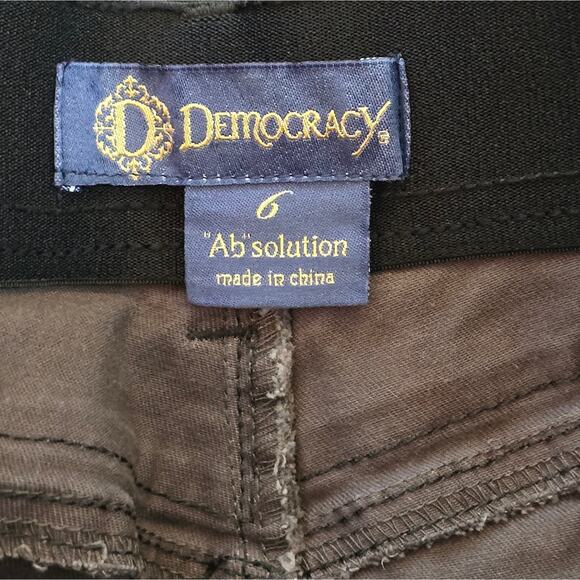 D DEMOCRACY®
6
"Ab"solution
made in china